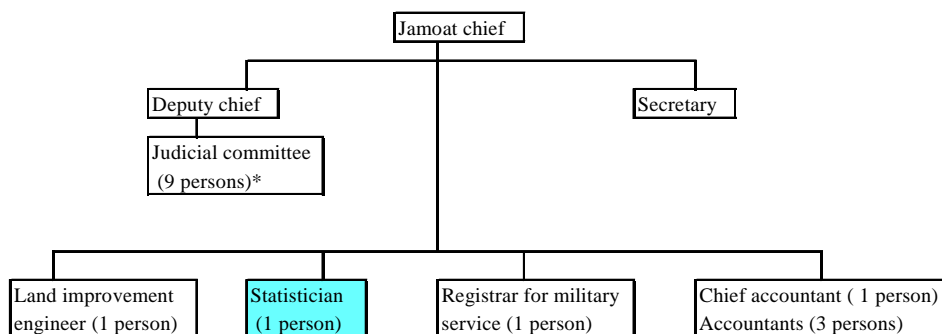 Jamoat chief
Deputy chief
Secretary
Judicial committee
(9 persons)*
Land improvement
engineer (1 person)
Statistician
(1 person)
Registrar for military
service (1 person)
Chief accountant ( 1 person)
Accountants (3 persons)